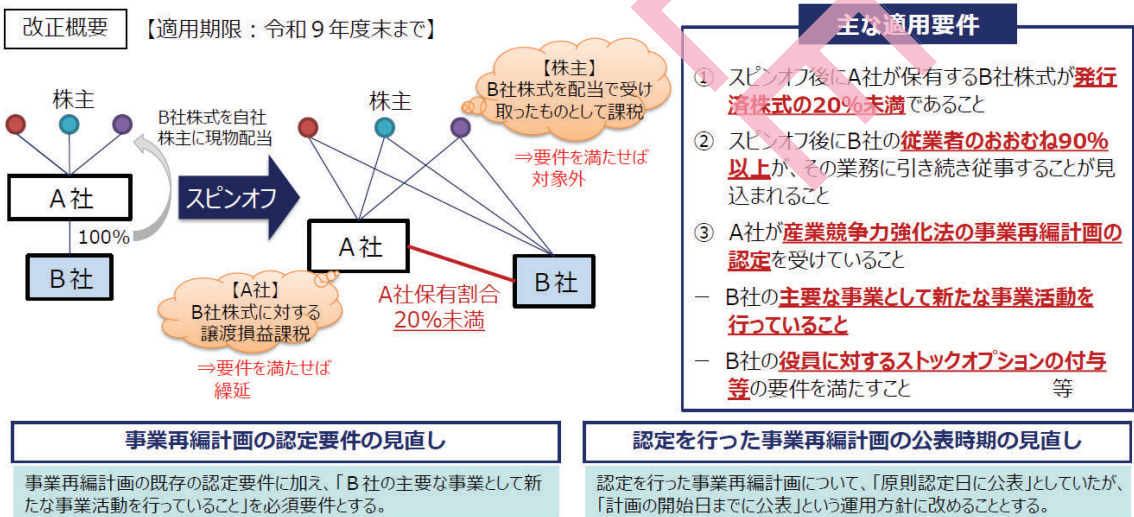 改正概要 【適用期限：令和９年度末まで】
株主
B社株式を自社
株主に現物配当
A社
100%
B社
スピンオフ
【株主】
B社株式を配当で受け
取ったものとして課税
⇒要件を満たせば
対象外
株主
A社
B社
A社保有割合
20%未満
【A社】
B社株式に対する
譲渡損益課税
⇒要件を満たせば
繰延
主な適用要件
① スピンオフ後にA社が保有するB社株式が発行
済株式の20%未満であること
② スピンオフ後にB社の従業者のおおむね90%
以上が、その業務に引き続き従事することが見
込まれること
③ A社が産業競争力強化法の事業再編計画の
認定を受けていること
－ B社の主要な事業として新たな事業活動を
行っていること
－ B社の役員に対するストックオプションの付与
等の要件を満たすこと 等
事業再編計画の認定要件の見直し
事業再編計画の既存の認定要件に加え、「B社の主要な事業として新
たな事業活動を行っていること」を必須要件とする。
認定を行った事業再編計画の公表時期の見直し
認定を行った事業再編計画について、「原則認定日に公表」としていたが、
「計画の開始日までに公表」という運用方針に改めることとする。